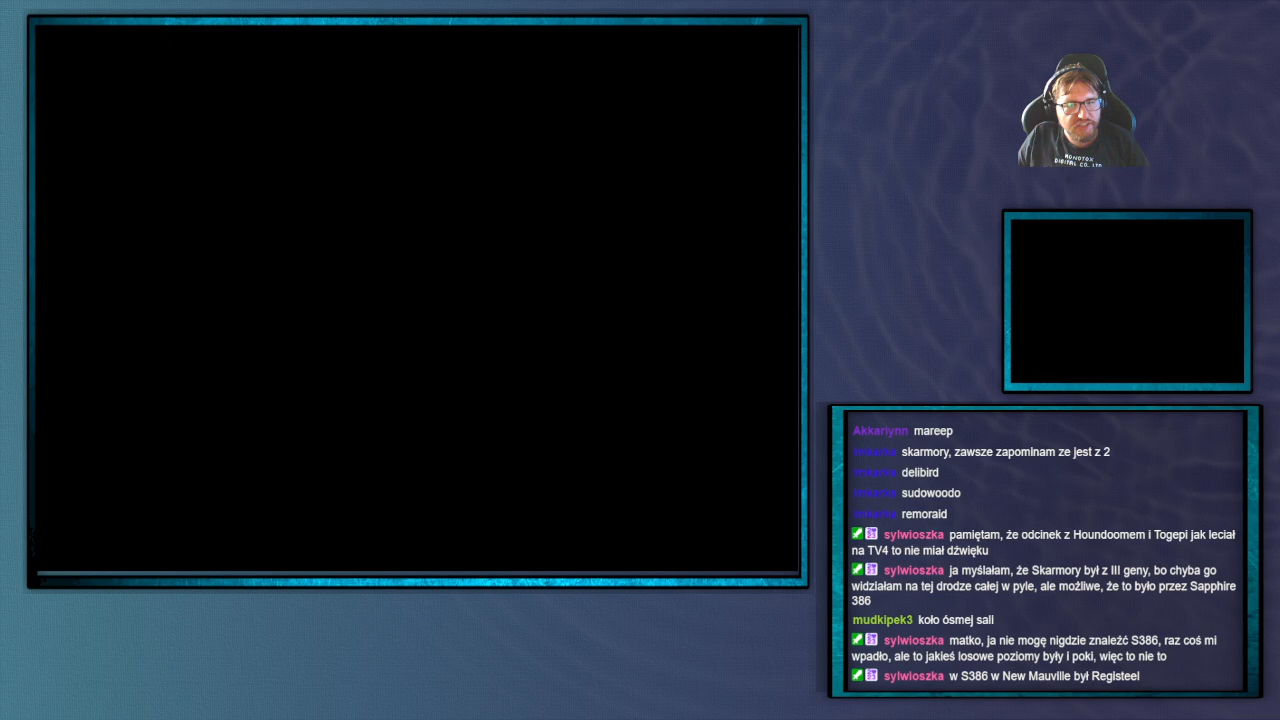 MONOTOX
DIGITAL CO. LTD
Akkarlynn mareep
skarmory, zawsze zapominam ze jest z 2
delibird
sudowoodo
remoraid
sylwioszka pamiętam, że odcinek z Houndoomem i Togepi jak leciał
na TV4 to nie miał dźwięku
sylwioszka ja myślałam, że Skarmory był z III geny, bo chyba go
widziałam na tej drodze całej w pyle, ale możliwe, że to było przez Sapphire
386
mudkipek3 koło ósmej sali
sylwioszka matko, ja nie mogę nigdzie znaleźć S386, raz coś mi
wpadło, ale to jakieś losowe poziomy były i poki, więc to nie to
sylwioszka w S386 w New Mauville był Registeel